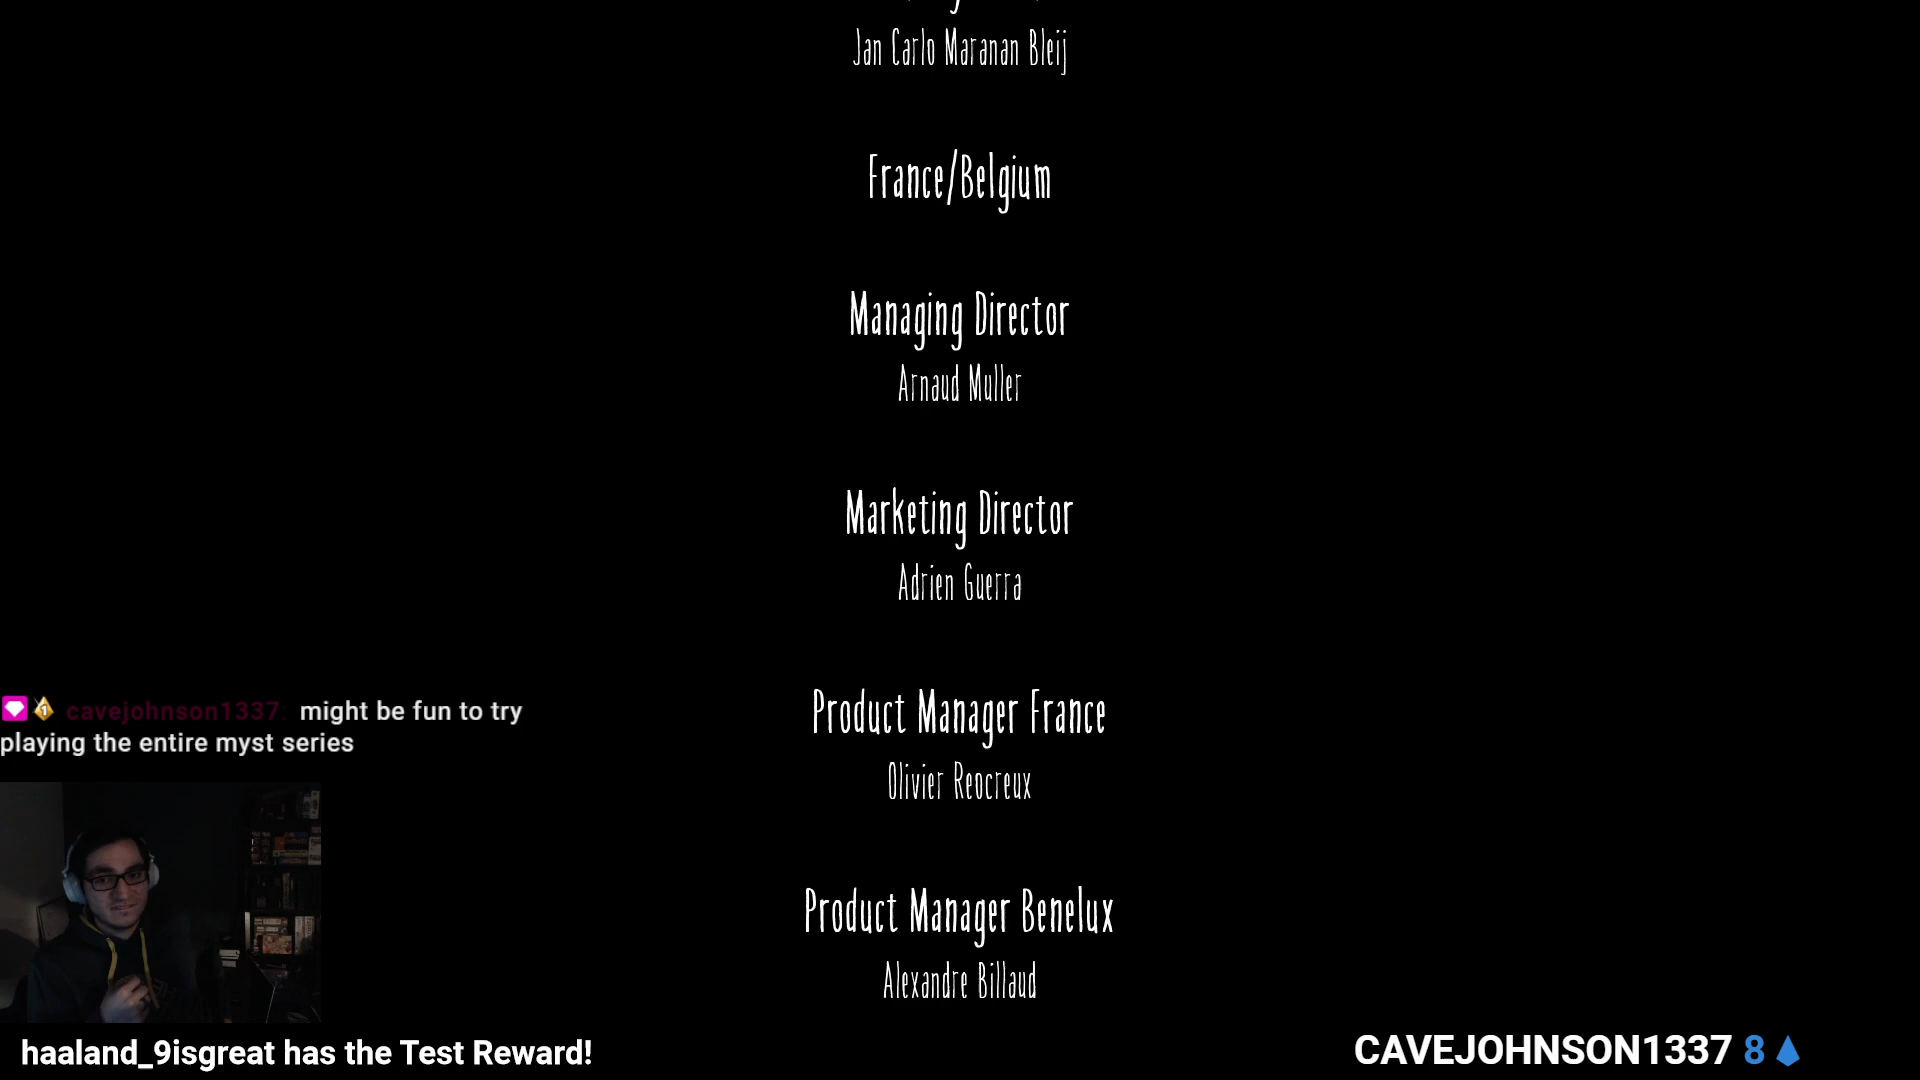 Jan Carlo Maranan Bleij
France/Belgium
Managing Director
Arnaud Muller
Marketing Director
Adrien Guerra
Product Manager France
Olivier Reocreux
Product Manager Benelux
Alexandre Billaud
cavejohnson1337: might be fun to try
playing the entire myst series
haaland_9isgreat has the Test Reward!
CAVEJOHNSON1337 8